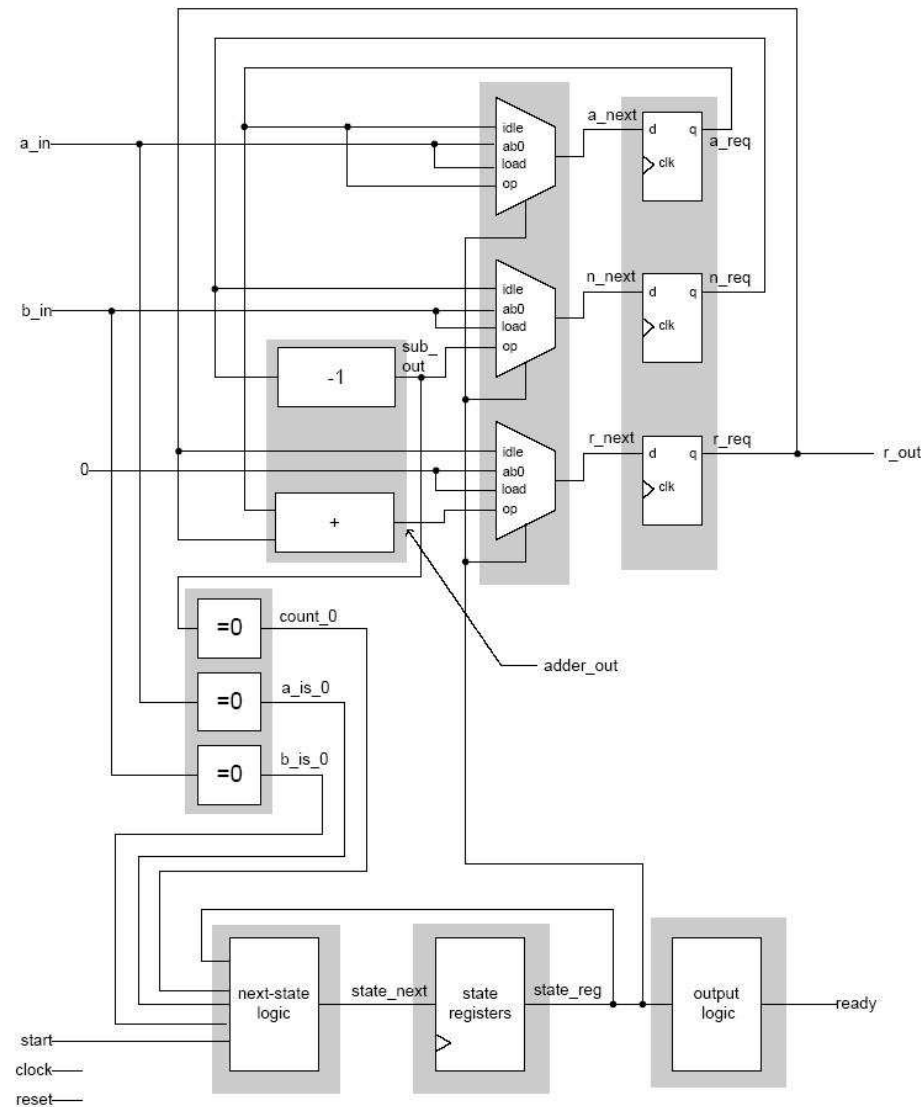 a_next
d
q
clk
a_req
idle
ab0
load
op
a_in
n_next
d
q
clk
n_req
idle
ab0
load
op
b_in
sub_
out
-1
r_next
d
q
clk
r_req
r_out
idle
ab0
load
op
0
+
adder_out
=0
count_0
=0
a_is_0
=0
b_is_0
next-state
logic
state_next
state
registers
state_reg
output
logic
ready
start
clock
reset